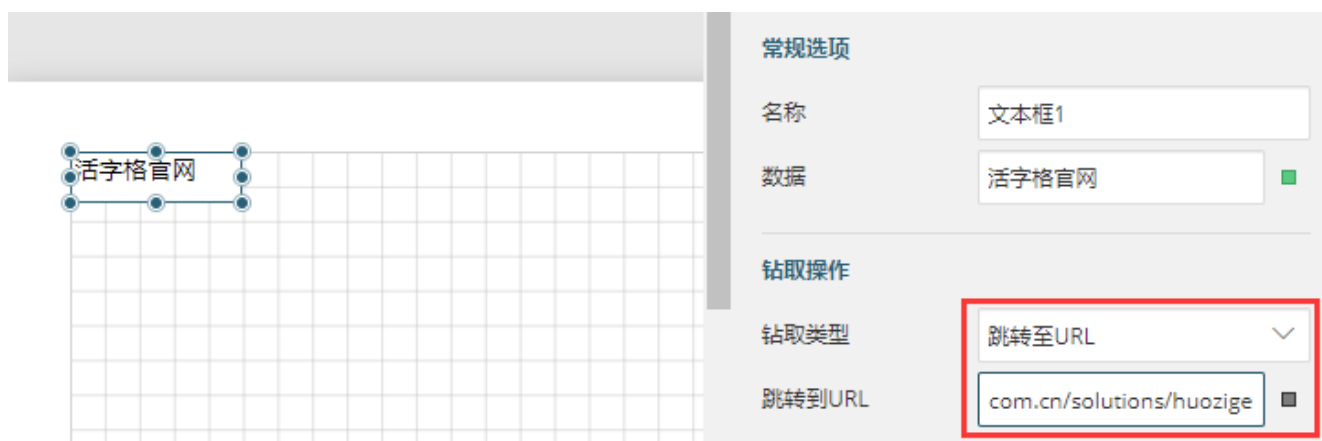 常规选项
名称 文本框1
活字格官网
数据 活字格官网
钻取操作
钻取类型 跳转至URL
跳转到URL com.cn/solutions/huozige